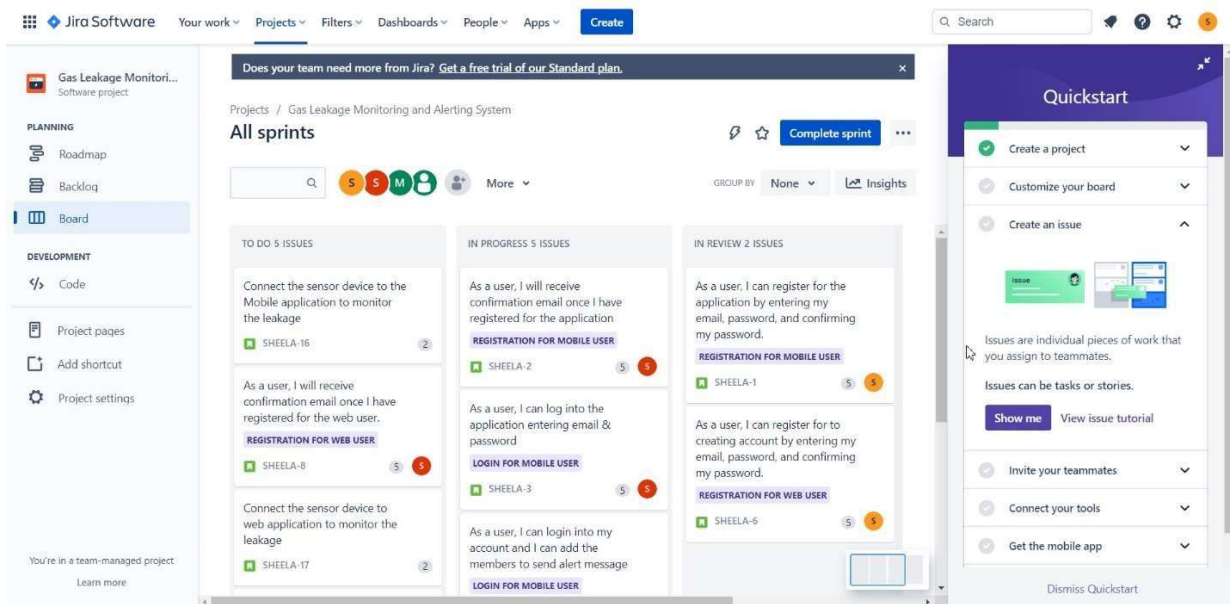 Jira Software
Your work
Projects
Filters
Dashboards
People
Apps
Create
Search
S
Gas Leakage Monitori...
Software project
PLANNING
Roadmap
Backlog
Board
DEVELOPMENT
Code
Project pages
Add shortcut
Project settings
You're in a team-managed project
Learn more
Does your team need more from Jira? Get a free trial of our Standard plan.
Projects / Gas Leakage Monitoring and Alerting System
All sprints
Complete sprint
S
S
M
More
GROUP BY
None
Insights
TO DO 5 ISSUES
Connect the sensor device to the
Mobile application to monitor
the leakage
SHEELA-16
2
As a user, I will receive
confirmation email once I have
registered for the web user.
REGISTRATION FOR WEB USER
SHEELA-8
5
S
Connect the sensor device to
web application to monitor the
leakage
SHEELA-17
2
IN PROGRESS 5 ISSUES
As a user, I will receive
confirmation email once I have
registered for the application
REGISTRATION FOR MOBILE USER
SHEELA-2
5
S
As a user, I can log into the
application entering email &
password
LOGIN FOR MOBILE USER
SHEELA-3
5
S
As a user, I can login into my
account and I can add the
members to send alert message
LOGIN FOR MOBILE USER
IN REVIEW 2 ISSUES
As a user, I can register for the
application by entering my
email, password, and confirming
my password.
REGISTRATION FOR MOBILE USER
SHEELA-1
5
S
As a user, I can register for to
creating account by entering my
email, password, and confirming
my password.
REGISTRATION FOR WEB USER
SHEELA-6
5
S
Quickstart
Create a project
Customize your board
Create an issue
Issue
Issues are individual pieces of work that
you assign to teammates.
Issues can be tasks or stories.
Show me
View issue tutorial
Invite your teammates
Connect your tools
Get the mobile app
Dismiss Quickstart